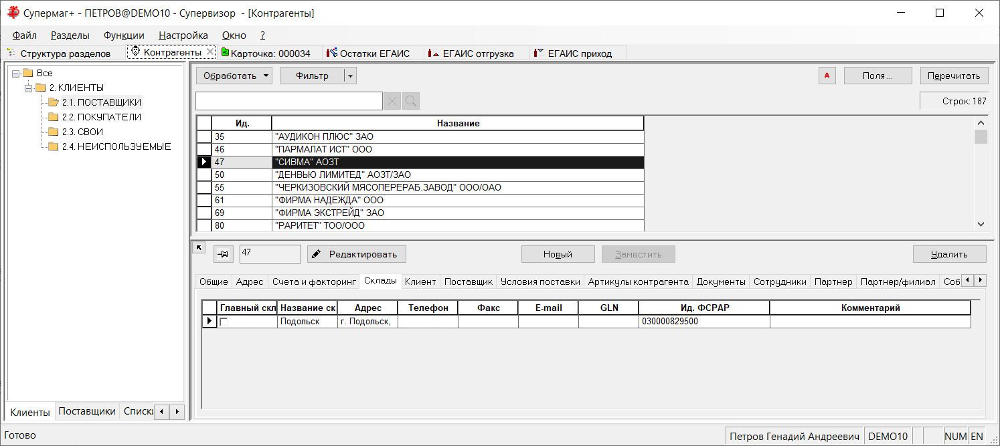 Супермаг+ - ПЕТРОВ@DEMO10 - Супервизор - [Контрагенты]
Файл Разделы Функции Настройка Окно ?
Структура разделов Контрагенты Карточка: 000034 Остатки ЕГАИС ЕГАИС отгрузка ЕГАИС приход
Все
2. КЛИЕНТЫ
2.1. ПОСТАВЩИКИ
2.2. ПОКУПАТЕЛИ
2.3. СВОИ
2.4. НЕИСПОЛЬЗУЕМЫЕ
Клиенты Поставщики Списки
Обработать Фильтр A Поля ... Перечитать
Строк: 187
Ид. Название
35 "АУДИКОН ПЛЮС" ЗАО
46 "ПАРМАЛАТ ИСТ" ООО
47 "СИВМА" АОЗТ
50 "ДЕНВЬЮ ЛИМИТЕД" АОЗТ/ЗАО
55 "ЧЕРКИЗОВСКИЙ МЯСОПЕРЕРАБ.ЗАВОД" ООО/ОАО
61 "ФИРМА НАДЕЖДА" ООО
69 "ФИРМА ЭКСТРЕЙД" ЗАО
80 "РАРИТЕТ" ТОО/ООО
47 Редактировать Новый Заместить Удалить
Общие Адрес Счета и факторинг Склады Клиент Поставщик Условия поставки Артикулы контрагента Документы Сотрудники Партнер Партнер/филиал Соб
Главный скл Название ск Адрес Телефон Факс E-mail GLN Ид. ФСРАР Комментарий
Подольск г. Подольск, 030000829500
Готово Петров Генадий Андреевич DEMO10 NUM EN